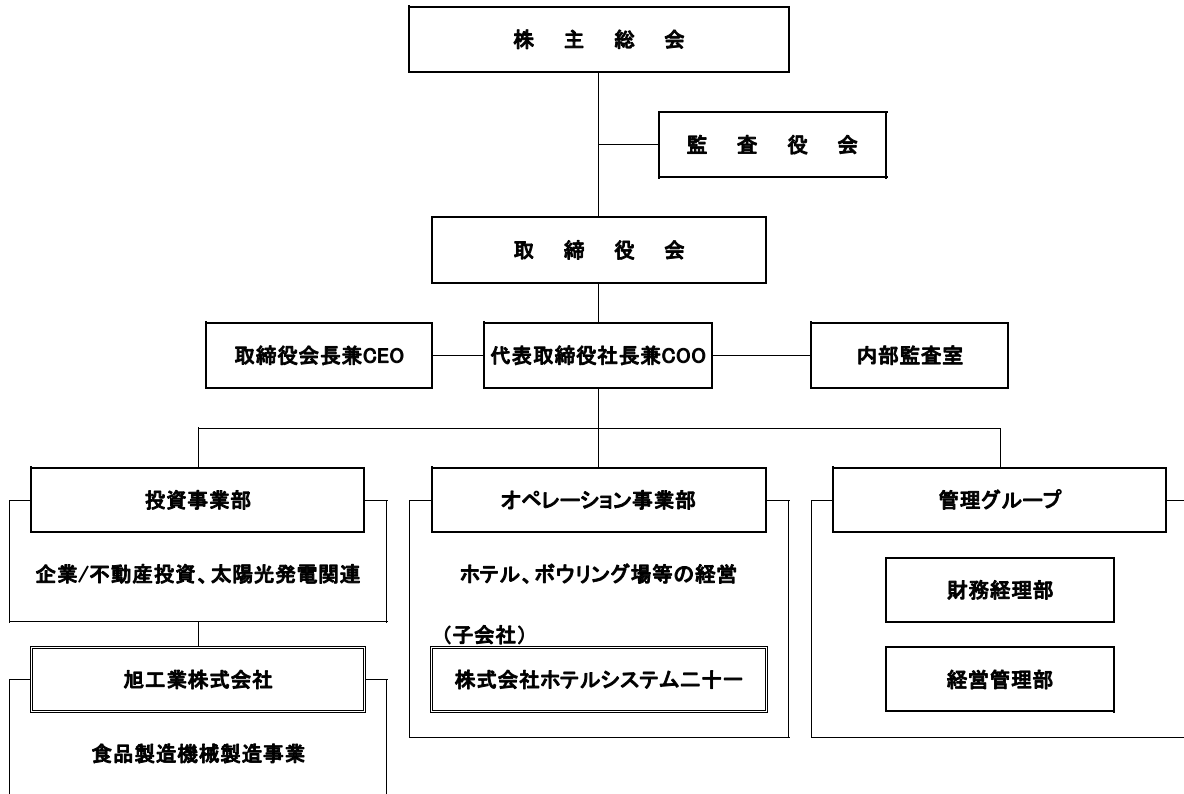 株主総会
監査役会
取締役会
取締役会長兼CEO
代表取締役社長兼COO
内部監査室
投資事業部
オペレーション事業部
管理グループ
企業/不動産投資、太陽光発電関連
ホテル、ボウリング場等の経営
財務経理部
（子会社）
旭工業株式会社
株式会社ホテルシステム二十一
経営管理部
食品製造機械製造事業